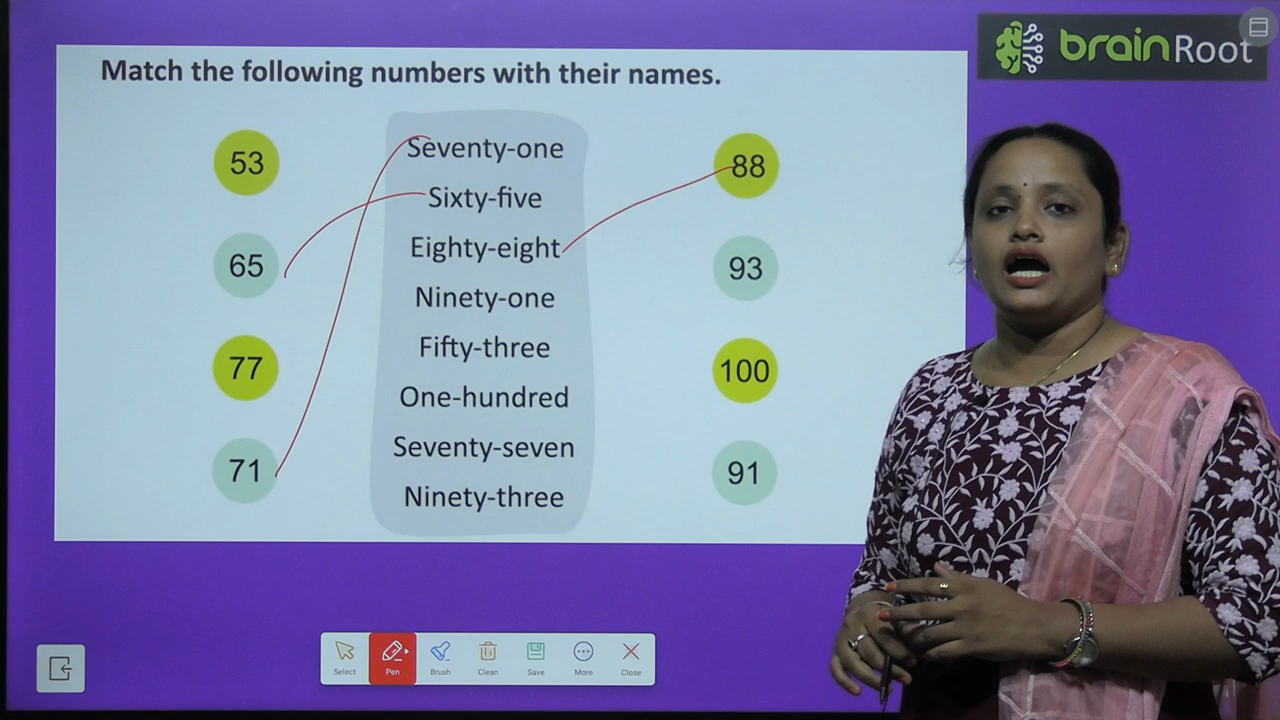 brainRoot
Match the following numbers with their names.
53
65
77
71
Seventy-one
Sixty-five
Eighty-eight
Ninety-one
Fifty-three
One-hundred
Seventy-seven
Ninety-three
88
93
100
91
Select
Pen
Brush
Clean
Save
More
Close